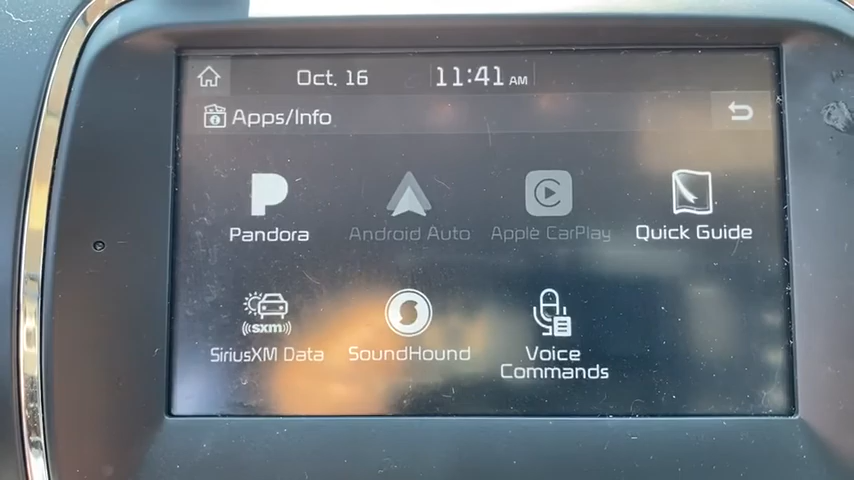 Oct. 16 11:41 AM
Apps/Info
Pandora Android Auto Apple CarPlay Quick Guide
sxm
SiriusXM Data SoundHound Voice Commands